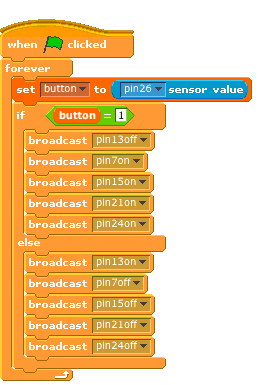 when clicked
forever
set button to pin26 sensor value
if button = 1
broadcast pin13off
broadcast pin7on
broadcast pin15on
broadcast pin21on
broadcast pin24on
else
broadcast pin13on
broadcast pin7off
broadcast pin15off
broadcast pin21off
broadcast pin24off